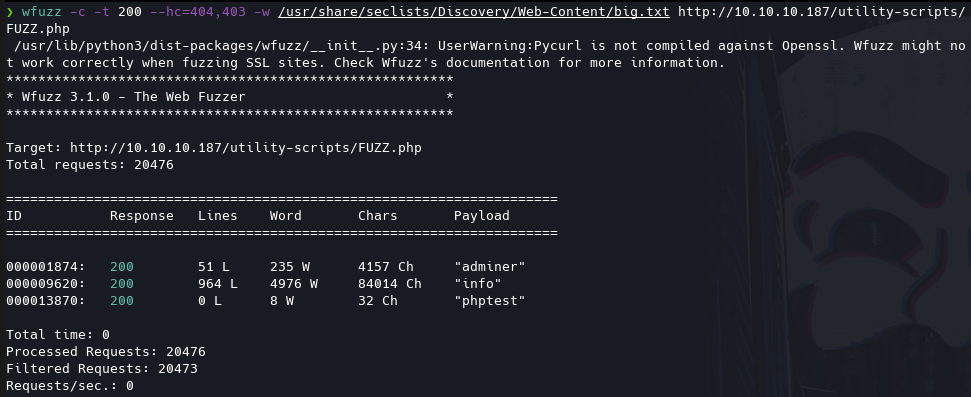 ❯ wfuzz -c -t 200 --hc=404,403 -w /usr/share/seclists/Discovery/Web-Content/big.txt http://10.10.10.187/utility-scripts/
FUZZ.php
/usr/lib/python3/dist-packages/wfuzz/__init__.py:34: UserWarning:Pycurl is not compiled against Openssl. Wfuzz might no
t work correctly when fuzzing SSL sites. Check Wfuzz's documentation for more information.
********************************************************
* Wfuzz 3.1.0 - The Web Fuzzer                         *
********************************************************
Target: http://10.10.10.187/utility-scripts/FUZZ.php
Total requests: 20476
=====================================================================
ID           Response   Lines    Word       Chars       Payload
=====================================================================
000001874:   200        51 L     235 W      4157 Ch     "adminer"
000009620:   200        964 L    4976 W     84014 Ch    "info"
000013870:   200        0 L      8 W        32 Ch       "phptest"
Total time: 0
Processed Requests: 20476
Filtered Requests: 20473
Requests/sec.: 0